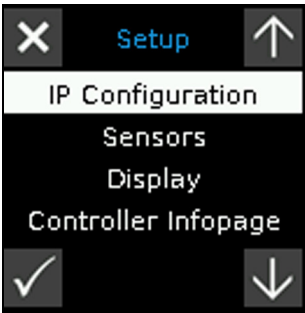 Setup
IP Configuration
Sensors
Display
Controller Infopage